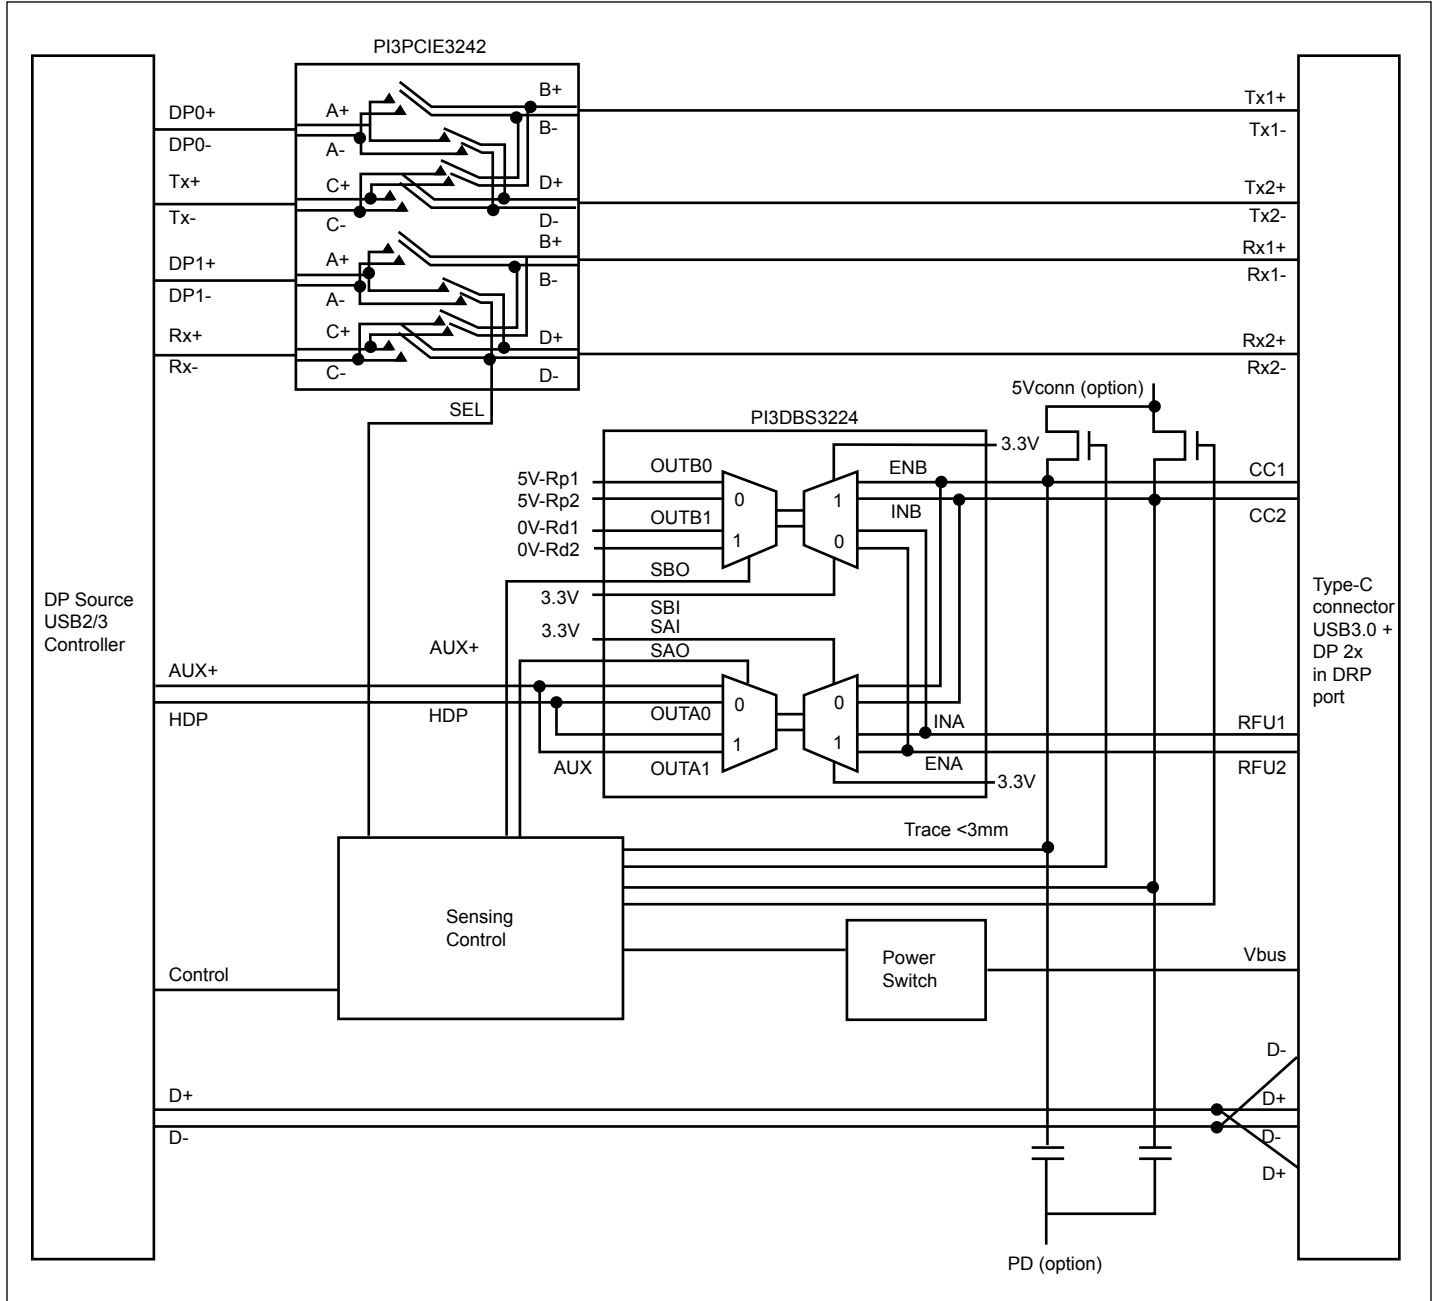 PI3PCIE3242
DP0+
DP0-
Tx+
Tx-
DP1+
DP1-
Rx+
Rx-
A+
A-
C+
C-
A+
A-
C+
C-
B+
B-
D+
D-
B+
B-
D+
D-
Tx1+
Tx1-
Tx2+
Tx2-
Rx1+
Rx1-
Rx2+
Rx2-
SEL
5Vconn (option)
PI3DBS3224
3.3V
5V-Rp1
5V-Rp2
0V-Rd1
0V-Rd2
3.3V
3.3V
OUTB0
OUTB1
SBO
SBI
SAI
SAO
OUTA0
OUTA1
0
1
1
0
0
1
0
1
ENB
INB
INA
ENA
3.3V
CC1
CC2
RFU1
RFU2
DP Source
USB2/3
Controller
AUX+
HDP
AUX+
HDP
AUX
Type-C
connector
USB3.0 +
DP 2x
in DRP
port
Trace <3mm
Sensing
Control
Power
Switch
Control
Vbus
D+
D-
D-
D+
D-
D+
PD (option)